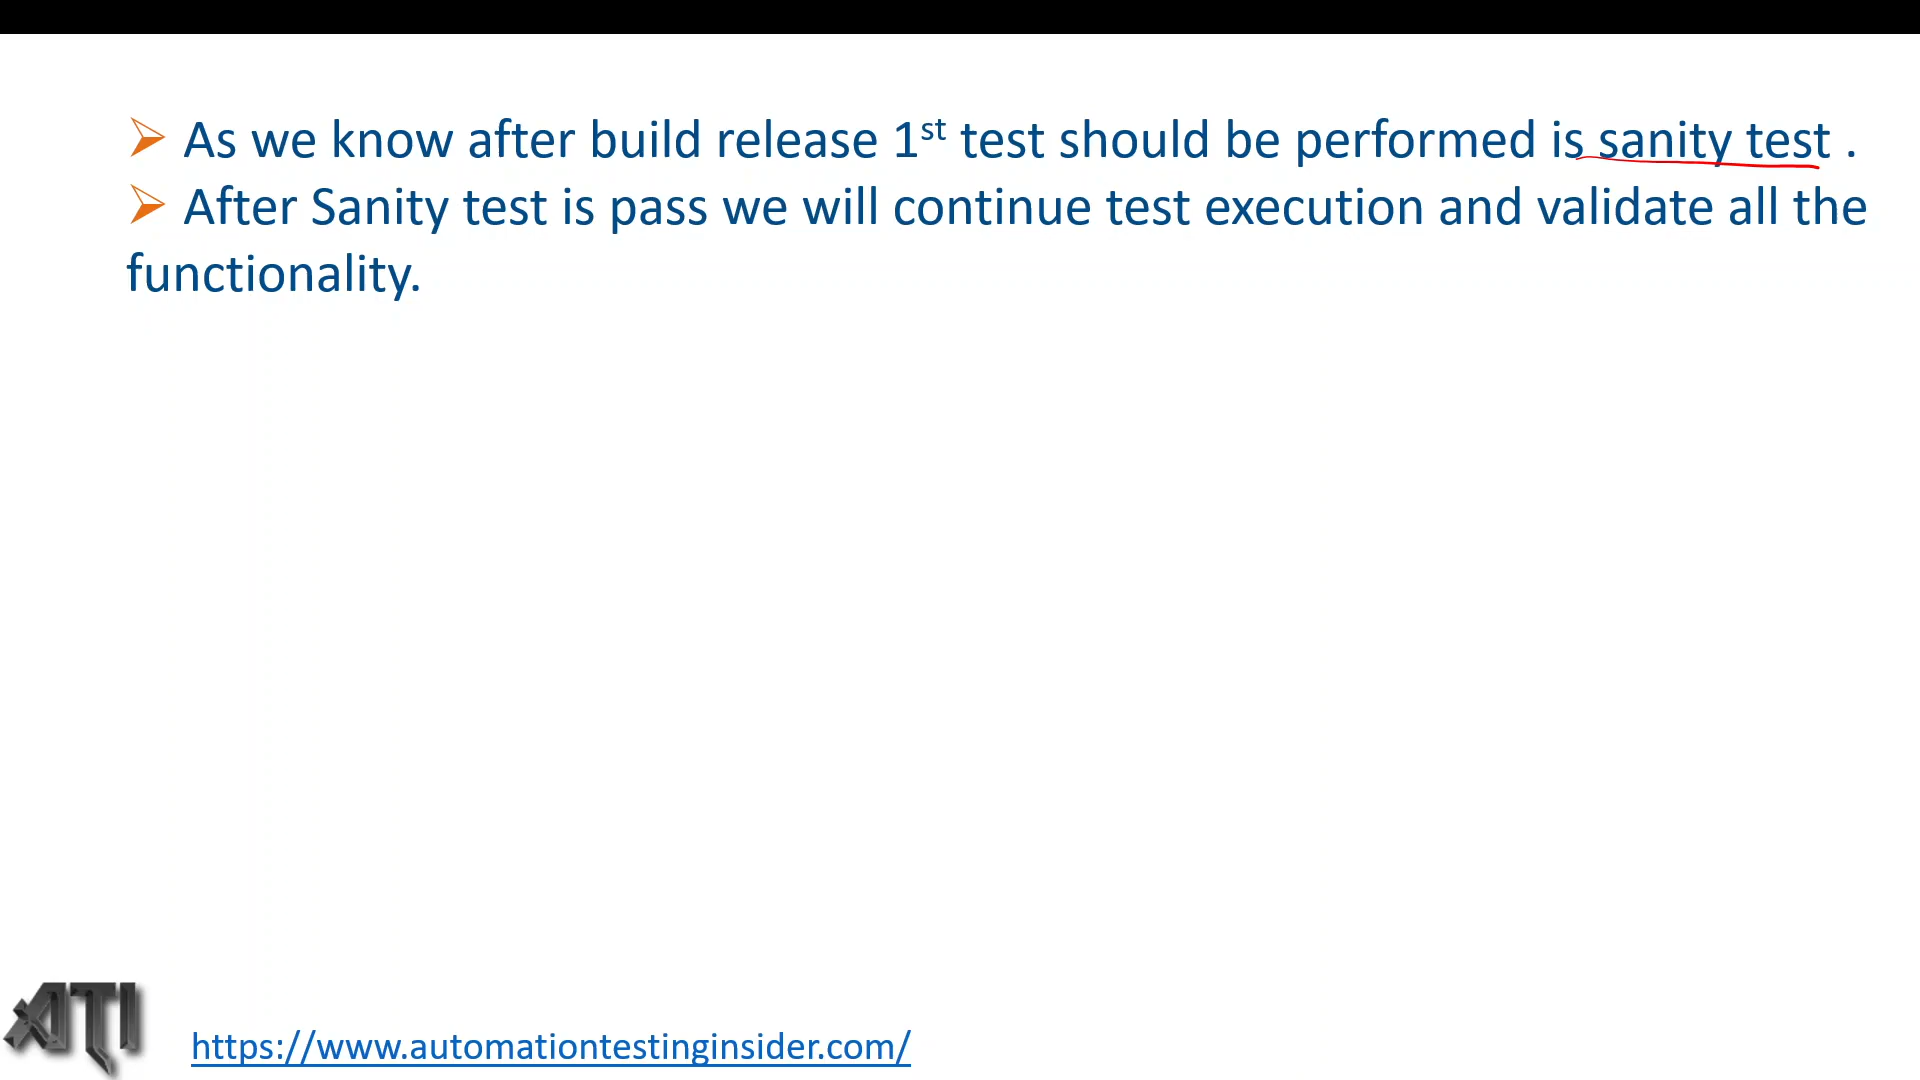 ➢ As we know after build release 1st test should be performed is sanity test .
➢ After Sanity test is pass we will continue test execution and validate all the
functionality.
ATI
https://www.automationtestinginsider.com/